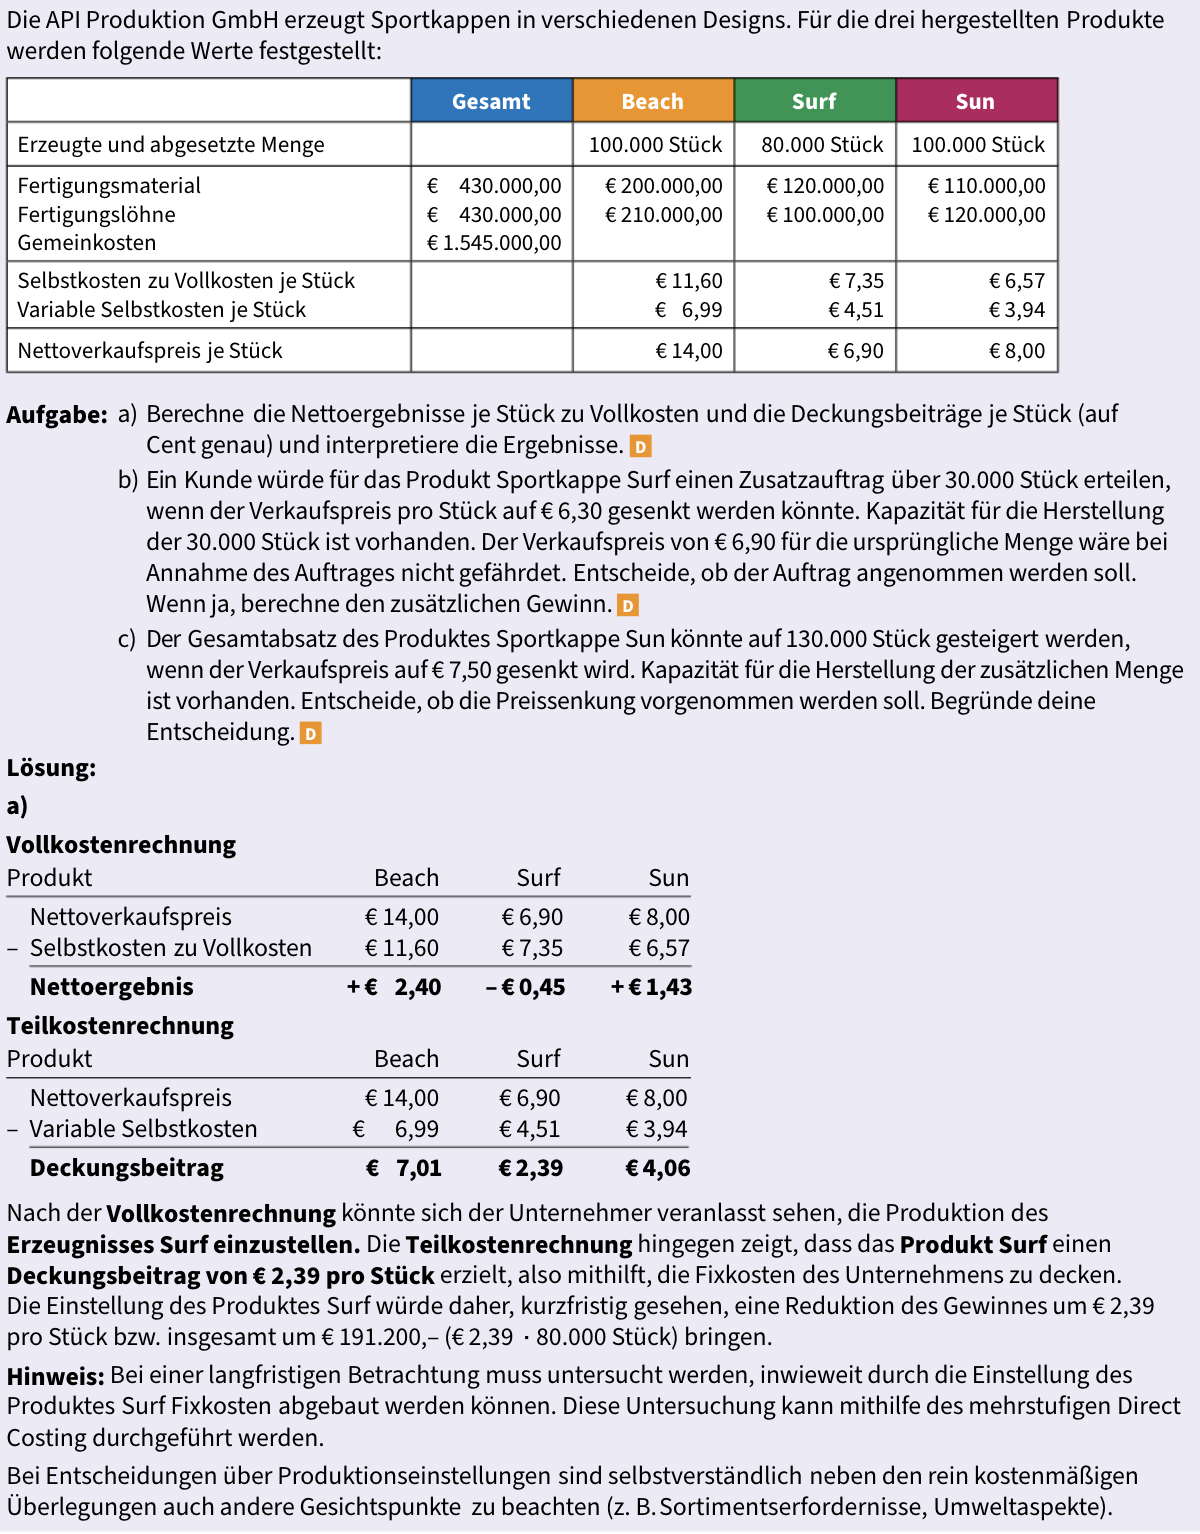 Die API Produktion GmbH erzeugt Sportkappen in verschiedenen Designs. Für die drei hergestellten Produkte
werden folgende Werte festgestellt:
Gesamt Beach Surf Sun
Erzeugte und abgesetzte Menge 100.000 Stück 80.000 Stück 100.000 Stück
Fertigungsmaterial € 430.000,00 € 200.000,00 € 120.000,00 € 110.000,00
Fertigungslöhne € 430.000,00 € 210.000,00 € 100.000,00 € 120.000,00
Gemeinkosten € 1.545.000,00
Selbstkosten zu Vollkosten je Stück € 11,60 € 7,35 € 6,57
Variable Selbstkosten je Stück € 6,99 € 4,51 € 3,94
Nettoverkaufspreis je Stück € 14,00 € 6,90 € 8,00
Aufgabe: a) Berechne die Nettoergebnisse je Stück zu Vollkosten und die Deckungsbeiträge je Stück (auf
Cent genau) und interpretiere die Ergebnisse. D
b) Ein Kunde würde für das Produkt Sportkappe Surf einen Zusatzauftrag über 30.000 Stück erteilen,
wenn der Verkaufspreis pro Stück auf € 6,30 gesenkt werden könnte. Kapazität für die Herstellung
der 30.000 Stück ist vorhanden. Der Verkaufspreis von € 6,90 für die ursprüngliche Menge wäre bei
Annahme des Auftrages nicht gefährdet. Entscheide, ob der Auftrag angenommen werden soll.
Wenn ja, berechne den zusätzlichen Gewinn. D
c) Der Gesamtabsatz des Produktes Sportkappe Sun könnte auf 130.000 Stück gesteigert werden,
wenn der Verkaufspreis auf € 7,50 gesenkt wird. Kapazität für die Herstellung der zusätzlichen Menge
ist vorhanden. Entscheide, ob die Preissenkung vorgenommen werden soll. Begründe deine
Entscheidung. D
Lösung:
a)
Vollkostenrechnung
Produkt Beach Surf Sun
Nettoverkaufspreis € 14,00 € 6,90 € 8,00
– Selbstkosten zu Vollkosten € 11,60 € 7,35 € 6,57
Nettoergebnis + € 2,40 – € 0,45 + € 1,43
Teilkostenrechnung
Produkt Beach Surf Sun
Nettoverkaufspreis € 14,00 € 6,90 € 8,00
– Variable Selbstkosten € 6,99 € 4,51 € 3,94
Deckungsbeitrag € 7,01 € 2,39 € 4,06
Nach der Vollkostenrechnung könnte sich der Unternehmer veranlasst sehen, die Produktion des
Erzeugnisses Surf einzustellen. Die Teilkostenrechnung hingegen zeigt, dass das Produkt Surf einen
Deckungsbeitrag von € 2,39 pro Stück erzielt, also mithilft, die Fixkosten des Unternehmens zu decken.
Die Einstellung des Produktes Surf würde daher, kurzfristig gesehen, eine Reduktion des Gewinnes um € 2,39
pro Stück bzw. insgesamt um € 191.200,– (€ 2,39 · 80.000 Stück) bringen.
Hinweis: Bei einer langfristigen Betrachtung muss untersucht werden, inwieweit durch die Einstellung des
Produktes Surf Fixkosten abgebaut werden können. Diese Untersuchung kann mithilfe des mehrstufigen Direct
Costing durchgeführt werden.
Bei Entscheidungen über Produktionseinstellungen sind selbstverständlich neben den rein kostenmäßigen
Überlegungen auch andere Gesichtspunkte zu beachten (z. B. Sortimentserfordernisse, Umweltaspekte).